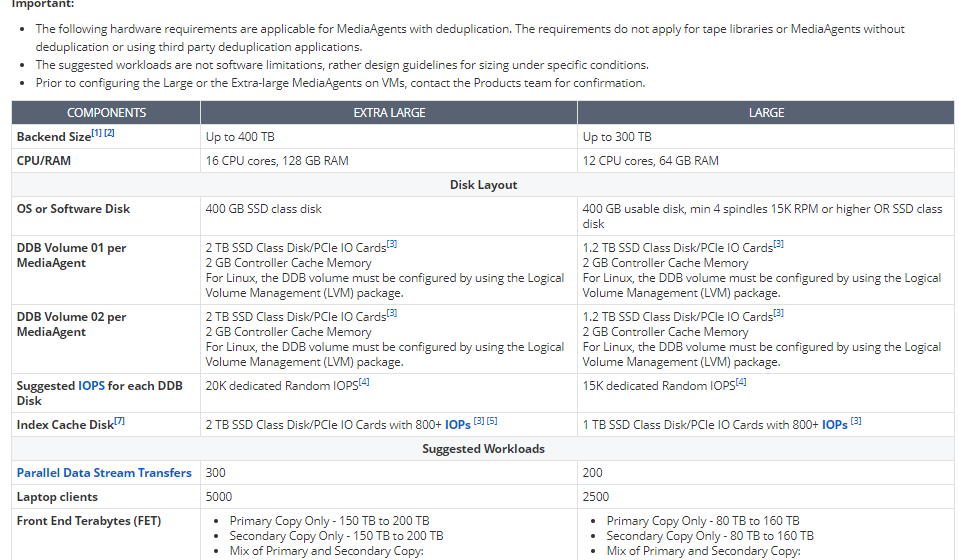 Important:
• The following hardware requirements are applicable for MediaAgents with deduplication. The requirements do not apply for tape libraries or MediaAgents without
deduplication or using third party deduplication applications.
• The suggested workloads are not software limitations, rather design guidelines for sizing under specific conditions.
• Prior to configuring the Large or the Extra-large MediaAgents on VMs, contact the Products team for confirmation.
COMPONENTS EXTRA LARGE LARGE
Backend Size[1] [2] Up to 400 TB Up to 300 TB
CPU/RAM 16 CPU cores, 128 GB RAM 12 CPU cores, 64 GB RAM
Disk Layout
OS or Software Disk 400 GB SSD class disk 400 GB usable disk, min 4 spindles 15K RPM or higher OR SSD class
disk
DDB Volume 01 per 2 TB SSD Class Disk/PCIe IO Cards[3] 1.2 TB SSD Class Disk/PCIe IO Cards[3]
MediaAgent 2 GB Controller Cache Memory 2 GB Controller Cache Memory
For Linux, the DDB volume must be configured by using the Logical For Linux, the DDB volume must be configured by using the Logical
Volume Management (LVM) package. Volume Management (LVM) package.
DDB Volume 02 per 2 TB SSD Class Disk/PCIe IO Cards[3] 1.2 TB SSD Class Disk/PCIe IO Cards[3]
MediaAgent 2 GB Controller Cache Memory 2 GB Controller Cache Memory
For Linux, the DDB volume must be configured by using the Logical For Linux, the DDB volume must be configured by using the Logical
Volume Management (LVM) package. Volume Management (LVM) package.
Suggested IOPS for each DDB 20K dedicated Random IOPS[4] 15K dedicated Random IOPS[4]
Disk
Index Cache Disk[7] 2 TB SSD Class Disk/PCIe IO Cards with 800+ IOPs [3] [5] 1 TB SSD Class Disk/PCIe IO Cards with 800+ IOPs [3]
Suggested Workloads
Parallel Data Stream Transfers 300 200
Laptop clients 5000 2500
Front End Terabytes (FET) • Primary Copy Only - 150 TB to 200 TB • Primary Copy Only - 80 TB to 160 TB
• Secondary Copy Only - 150 TB to 200 TB • Secondary Copy Only - 80 TB to 160 TB
• Mix of Primary and Secondary Copy: • Mix of Primary and Secondary Copy: